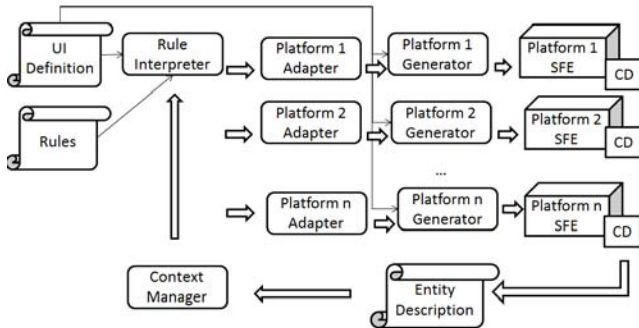 UI
Definition
Rule
Interpreter
Platform 1
Adapter
Platform 1
Generator
Platform 1
SFE
CD
Rules
Platform 2
Adapter
Platform 2
Generator
Platform 2
SFE
CD
...
Platform n
Adapter
Platform n
Generator
Platform n
SFE
CD
Context
Manager
Entity
Description